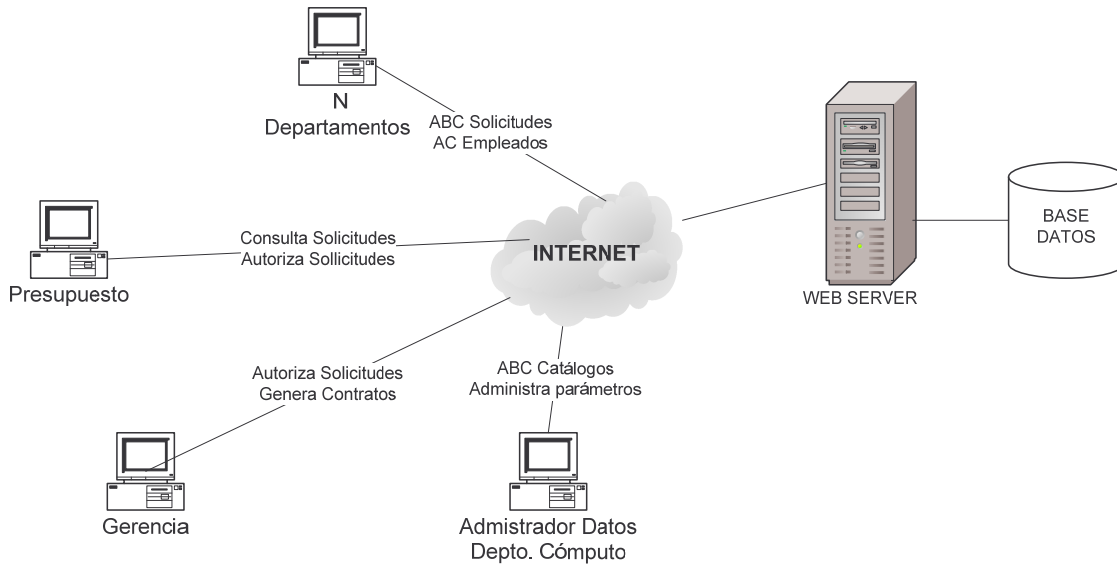 N
Departamentos
ABC Solicitudes
AC Empleados
Consulta Solicitudes
Autoriza Sollicitudes
Presupuesto
INTERNET
WEB SERVER
BASE
DATOS
Autoriza Solicitudes
Genera Contratos
Gerencia
ABC Catálogos
Administra parámetros
Admistrador Datos
Depto. Cómputo